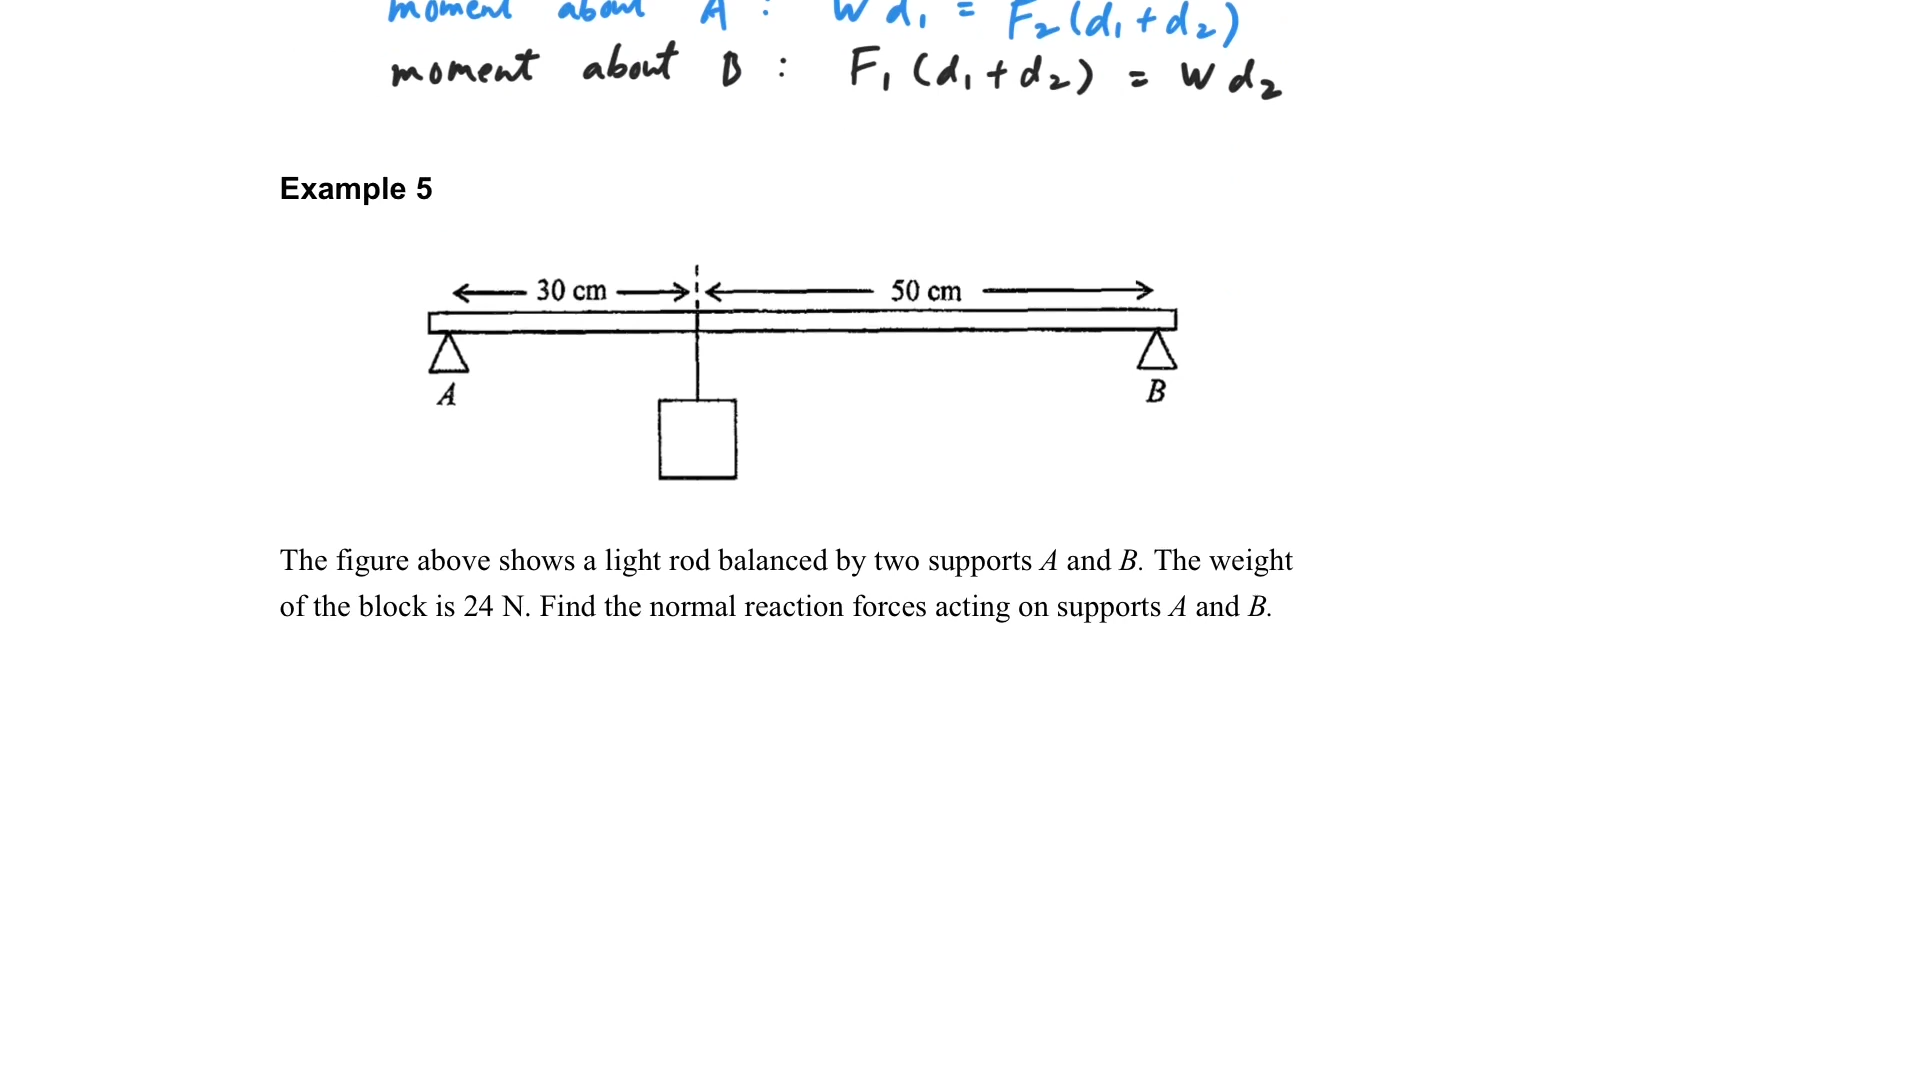 moment about A : W d₁ = F₂ (d₁ + d₂)
moment about B : F₁ (d₁ + d₂) = W d₂
Example 5
30 cm 50 cm
A B
The figure above shows a light rod balanced by two supports A and B. The weight
of the block is 24 N. Find the normal reaction forces acting on supports A and B.